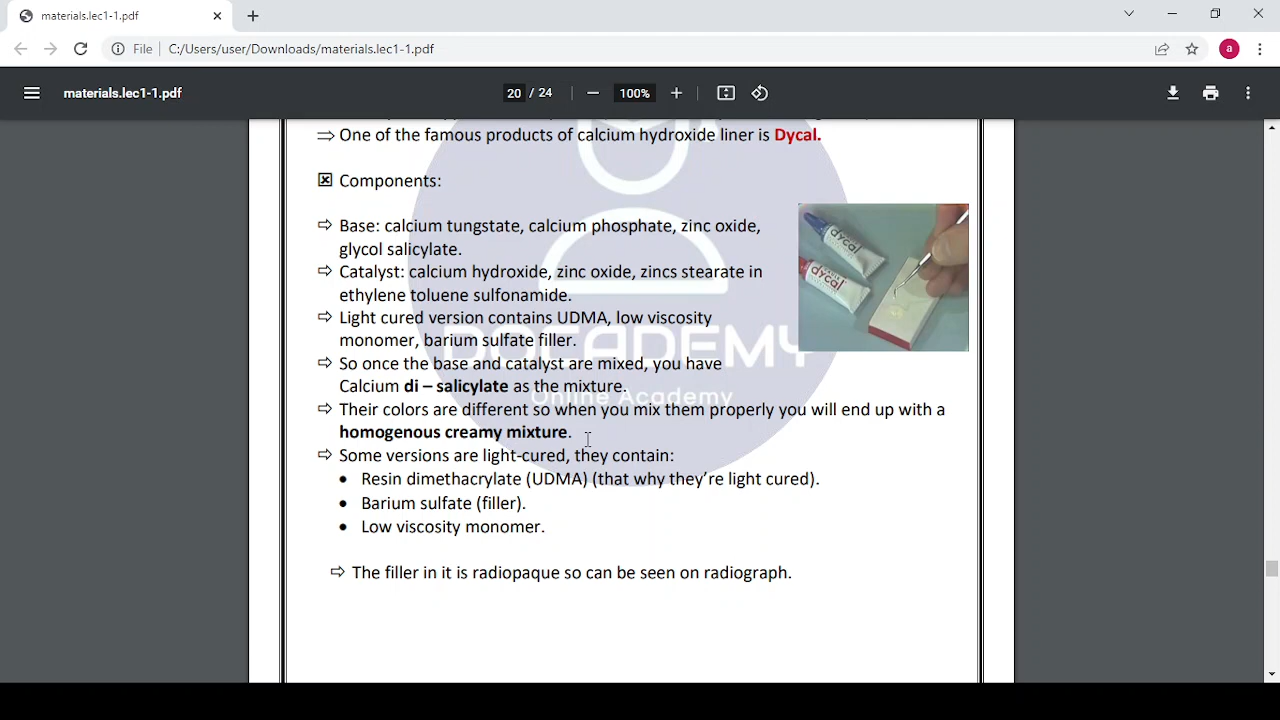 materials.lec1-1.pdf
File
C:/Users/user/Downloads/materials.lec1-1.pdf
a
materials.lec1-1.pdf
20 / 24
100%
⇒ One of the famous products of calcium hydroxide liner is Dycal.
Components:
⇨ Base: calcium tungstate, calcium phosphate, zinc oxide,
glycol salicylate.
⇨ Catalyst: calcium hydroxide, zinc oxide, zincs stearate in
ethylene toluene sulfonamide.
⇨ Light cured version contains UDMA, low viscosity
monomer, barium sulfate filler.
⇨ So once the base and catalyst are mixed, you have
Calcium di – salicylate as the mixture.
⇨ Their colors are different so when you mix them properly you will end up with a
homogenous creamy mixture.
⇨ Some versions are light-cured, they contain:
• Resin dimethacrylate (UDMA) (that why they’re light cured).
• Barium sulfate (filler).
• Low viscosity monomer.
⇨ The filler in it is radiopaque so can be seen on radiograph.
dycal
dycal
DOCADEMY
Online Academy